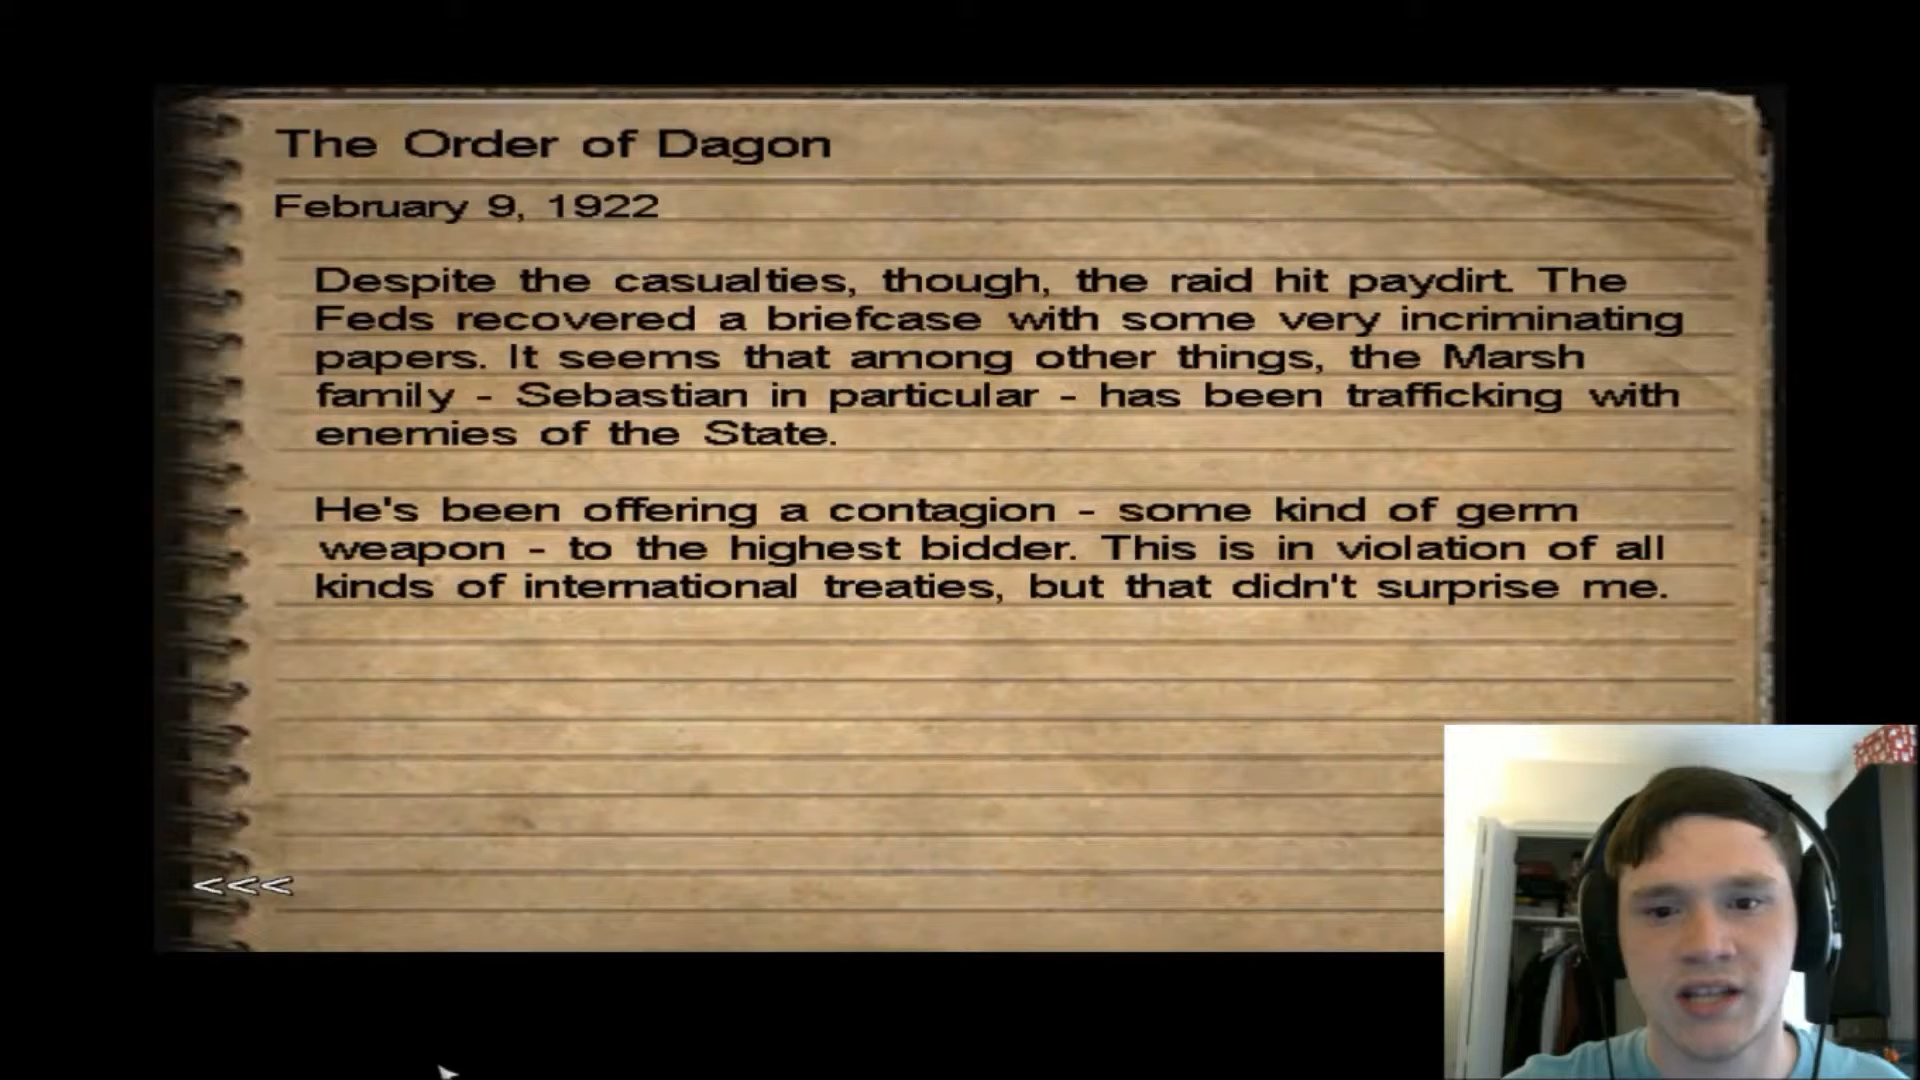 The Order of Dagon
February 9, 1922
Despite the casualties, though, the raid hit paydirt. The
Feds recovered a briefcase with some very incriminating
papers. It seems that among other things, the Marsh
family - Sebastian in particular - has been trafficking with
enemies of the State.
He's been offering a contagion - some kind of germ
weapon - to the highest bidder. This is in violation of all
kinds of international treaties, but that didn't surprise me.
<<<